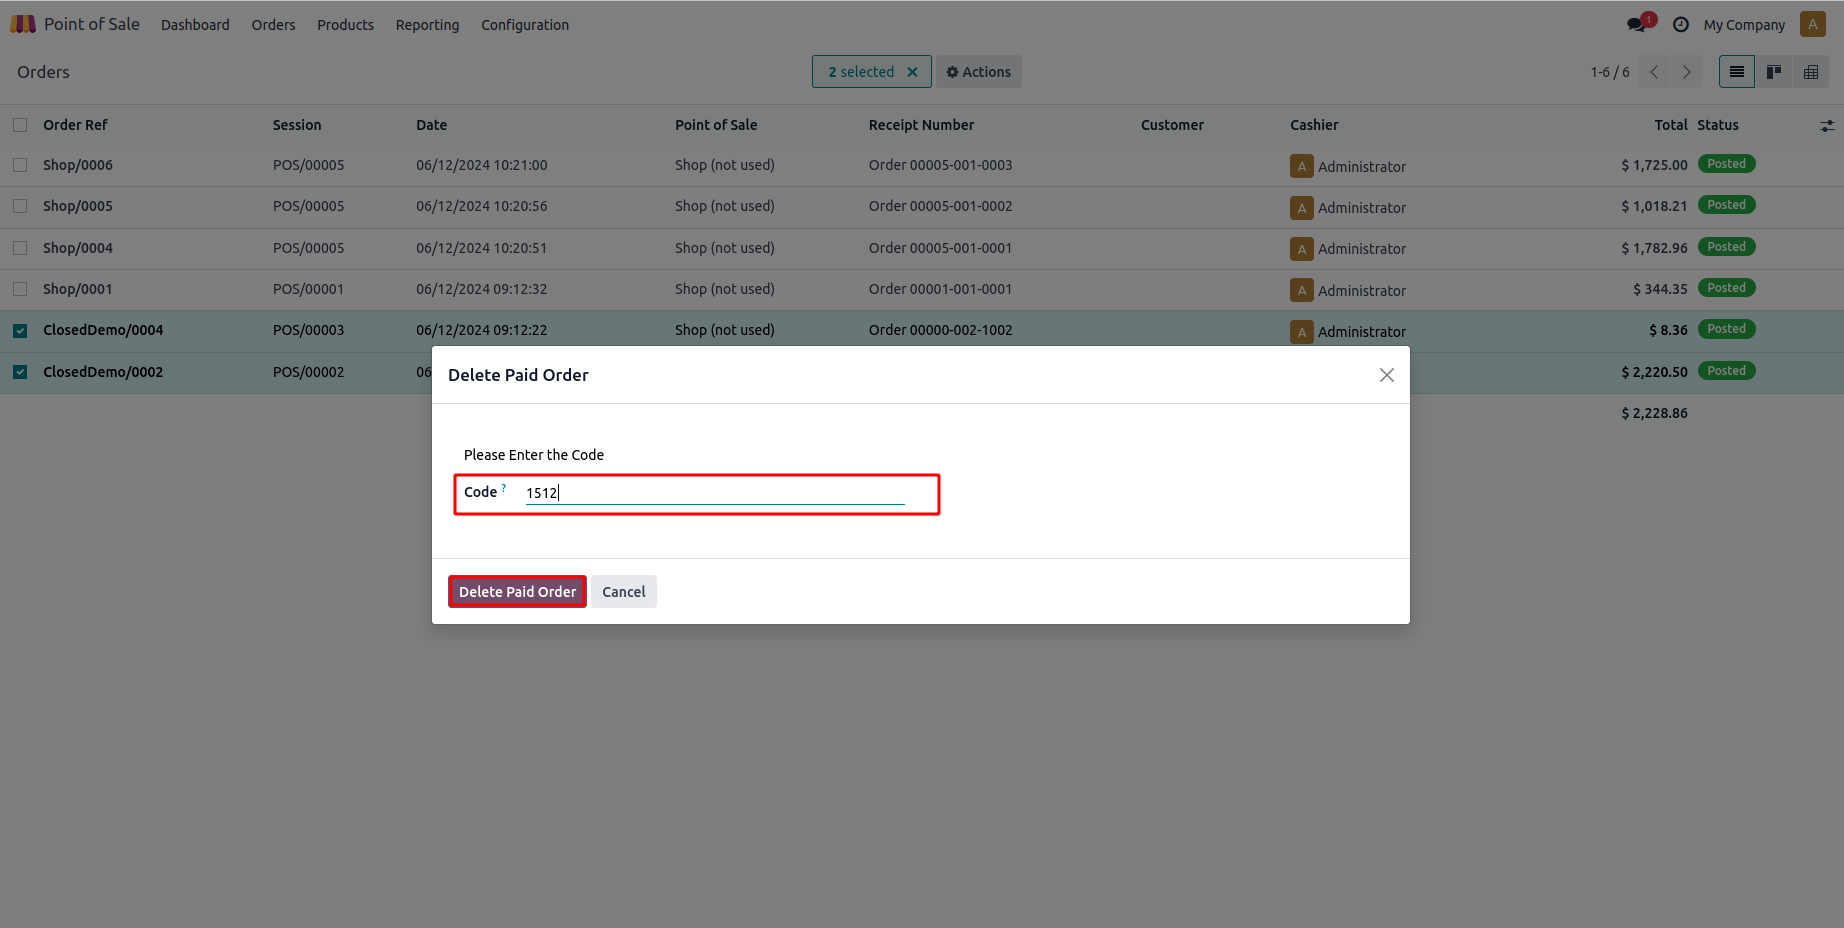 Point of Sale Dashboard Orders Products Reporting Configuration 1 My Company A
Orders 2 selected × Actions 1-6 / 6
Order Ref Session Date Point of Sale Receipt Number Customer Cashier Total Status
Shop/0006 POS/00005 06/12/2024 10:21:00 Shop (not used) Order 00005-001-0003 A Administrator $ 1,725.00 Posted
Shop/0005 POS/00005 06/12/2024 10:20:56 Shop (not used) Order 00005-001-0002 A Administrator $ 1,018.21 Posted
Shop/0004 POS/00005 06/12/2024 10:20:51 Shop (not used) Order 00005-001-0001 A Administrator $ 1,782.96 Posted
Shop/0001 POS/00001 06/12/2024 09:12:32 Shop (not used) Order 00001-001-0001 A Administrator $ 344.35 Posted
ClosedDemo/0004 POS/00003 06/12/2024 09:12:22 Shop (not used) Order 00000-002-1002 A Administrator $ 8.36 Posted
ClosedDemo/0002 POS/00002 06 $ 2,220.50 Posted
$ 2,228.86
Delete Paid Order
Please Enter the Code
Code ? 1512
Delete Paid Order Cancel